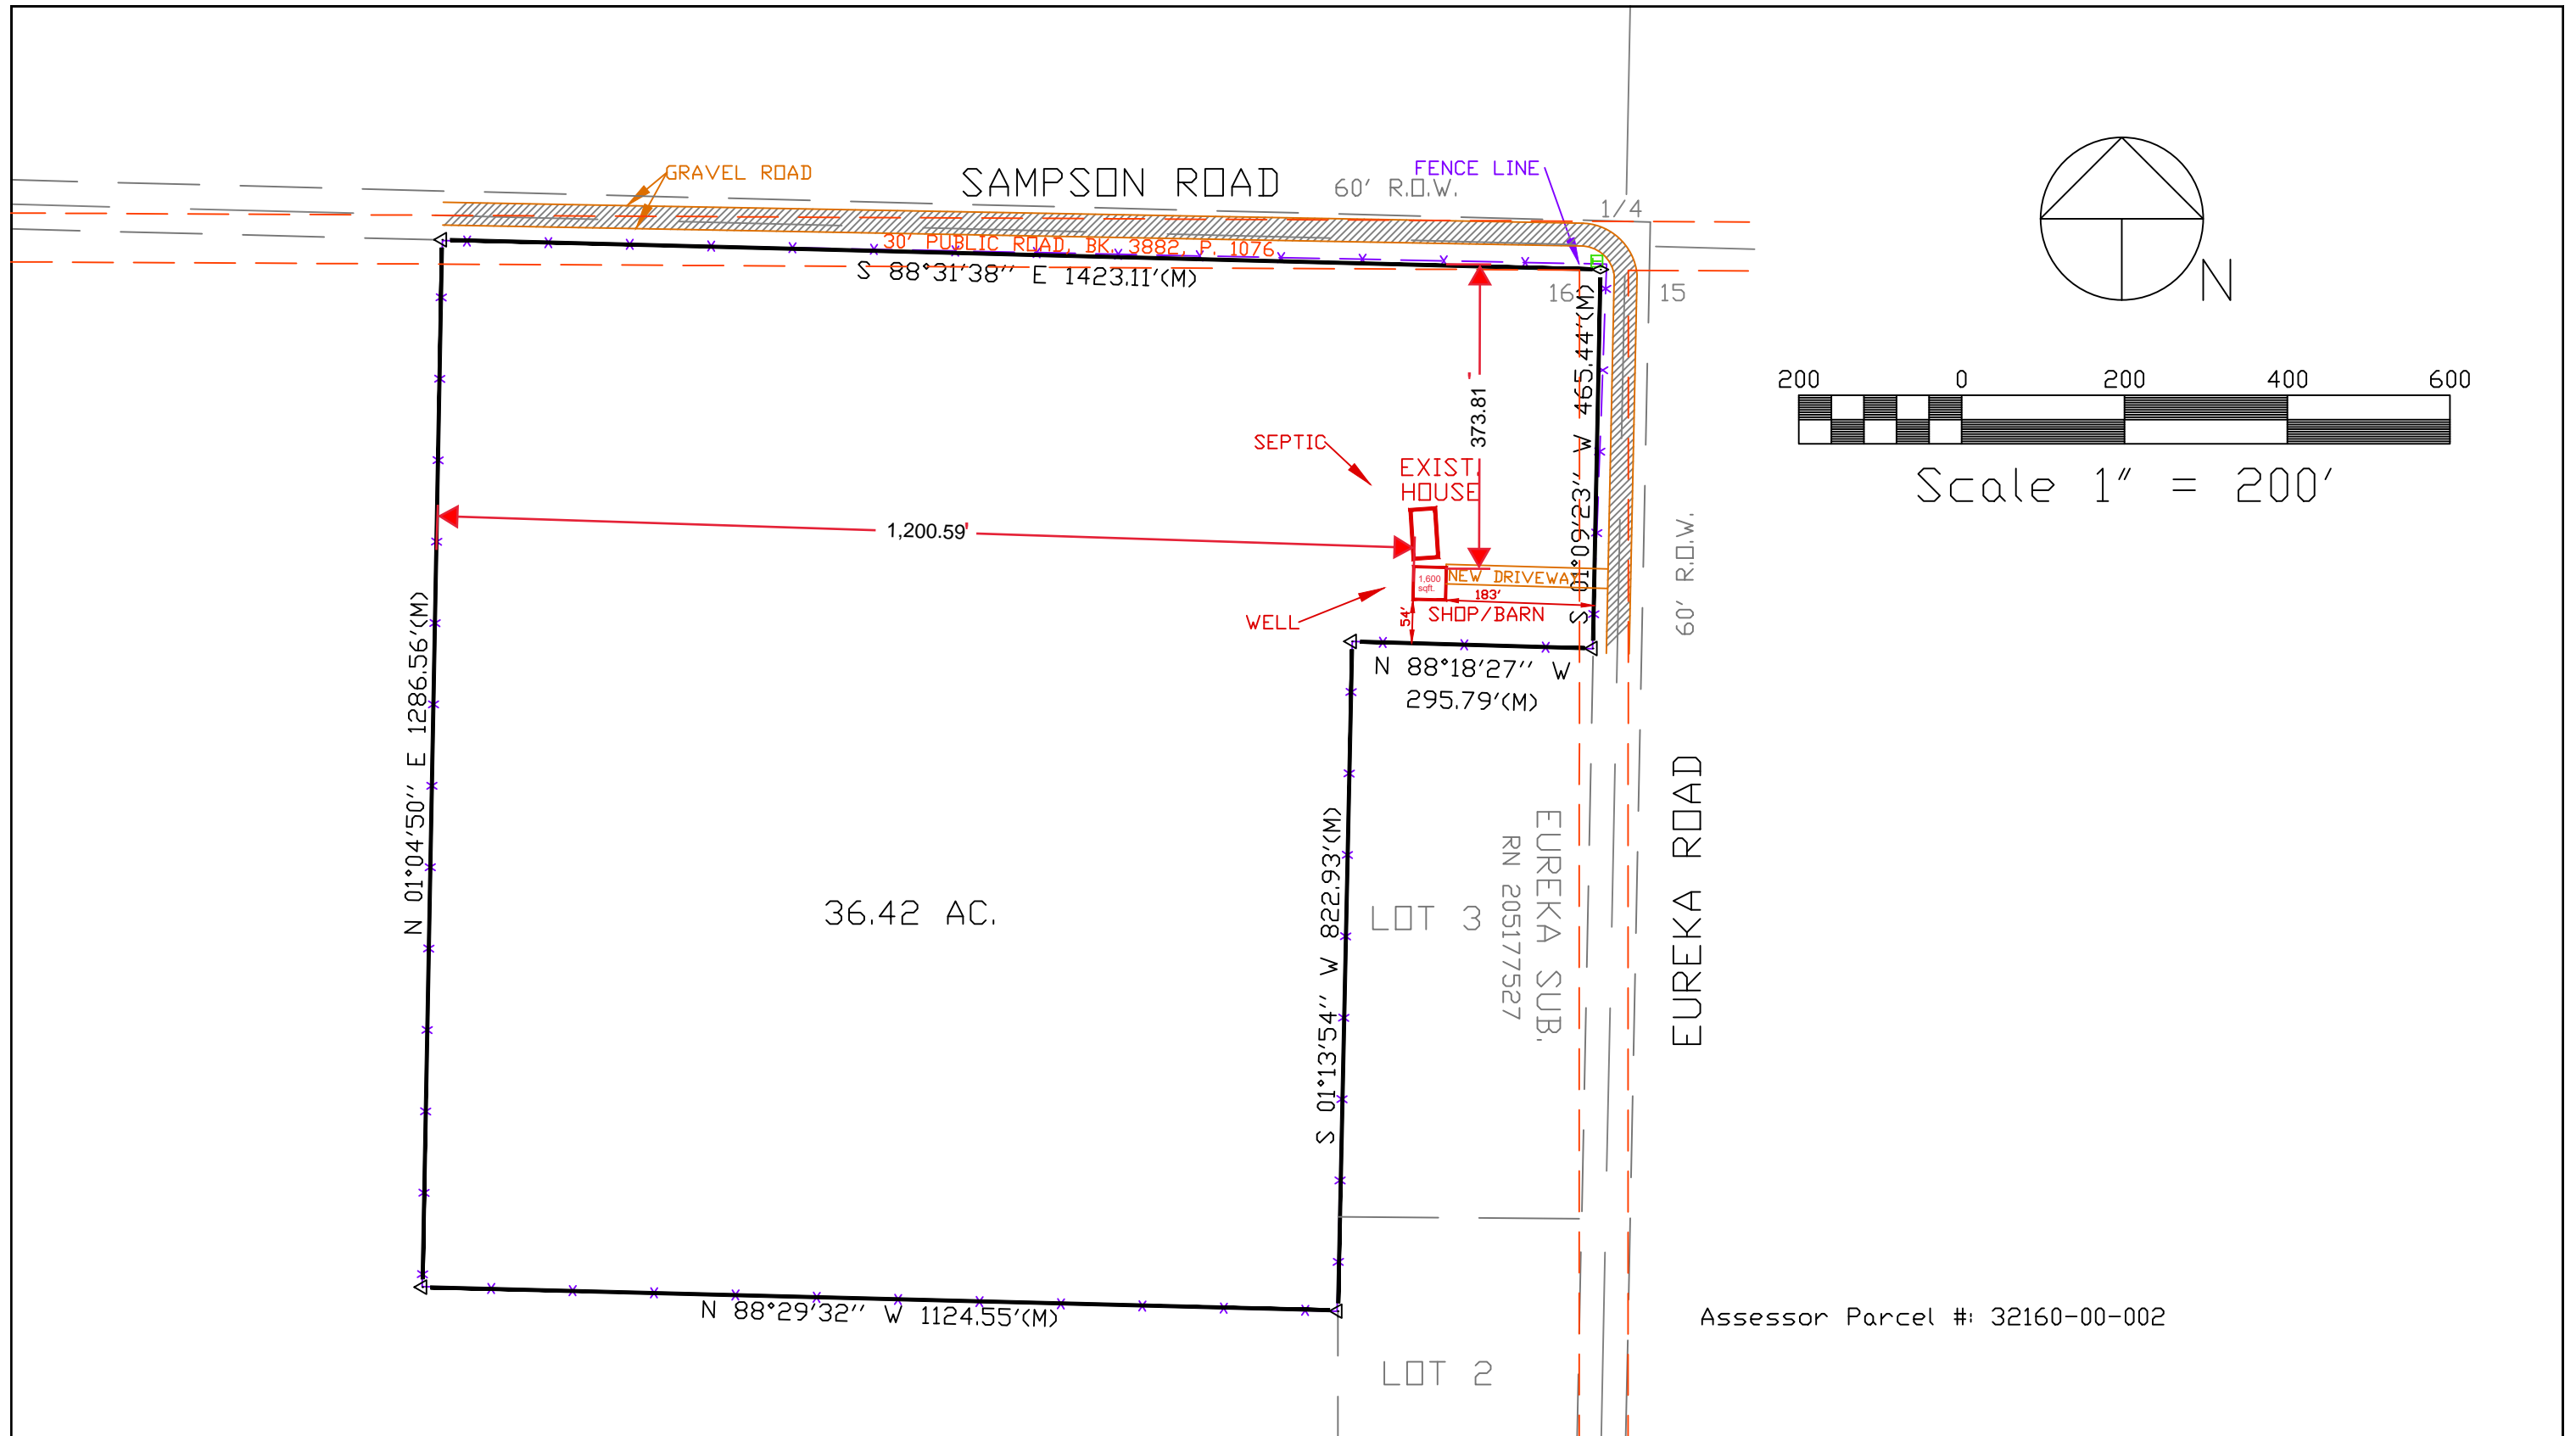 GRAVEL ROAD
SAMPSON ROAD
60' R.O.W.
FENCE LINE
1/4
30' PUBLIC ROAD, BK. 3882, P. 1076
S 88°31'38'' E 1423.11'(M)
16
15
N
200 0 200 400 600
Scale 1" = 200'
S 01°09'23'' W 465.44'(M)
373.81'
SEPTIC
EXIST.
HOUSE
1,200.59'
NEW DRIVEWAY
1,600
sqft.
183'
SHOP/BARN
54'
WELL
60' R.O.W.
N 88°18'27'' W
295.79'(M)
N 01°04'50'' E 1286.56'(M)
S 01°13'54'' W 822.93'(M)
36.42 AC.
LOT 3
EUREKA SUB.
RN 205177527
EUREKA ROAD
N 88°29'32'' W 1124.55'(M)
Assessor Parcel #: 32160-00-002
LOT 2